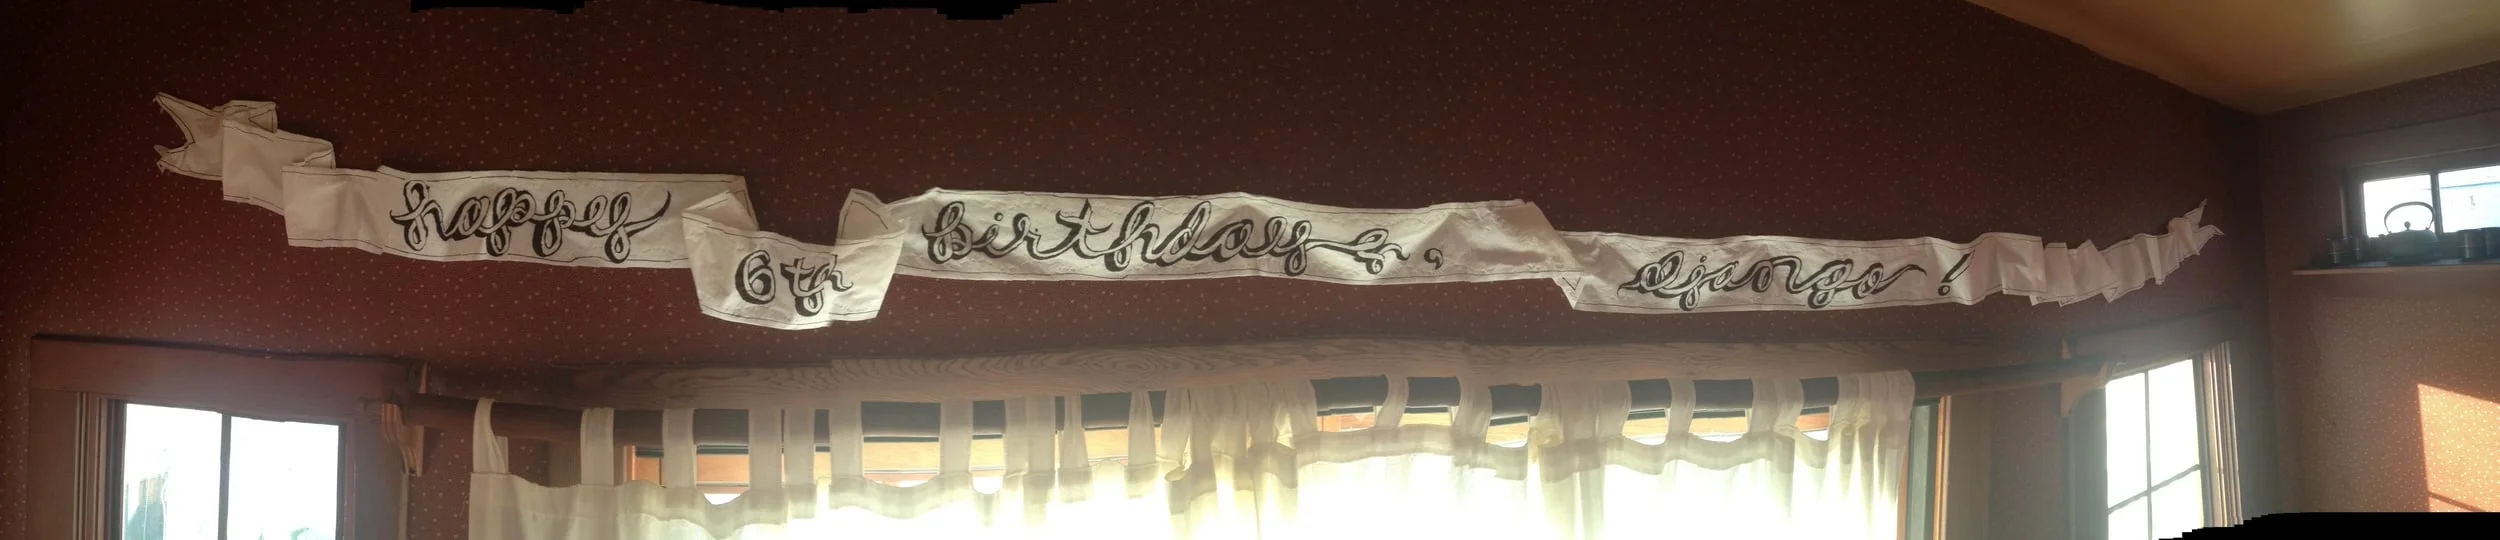 happy 6th birthday, django!